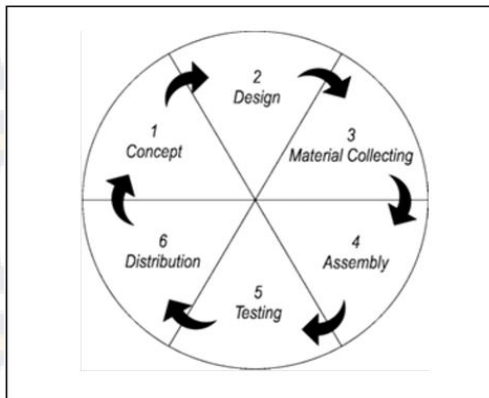 1
Concept
2
Design
3
Material Collecting
4
Assembly
5
Testing
6
Distribution